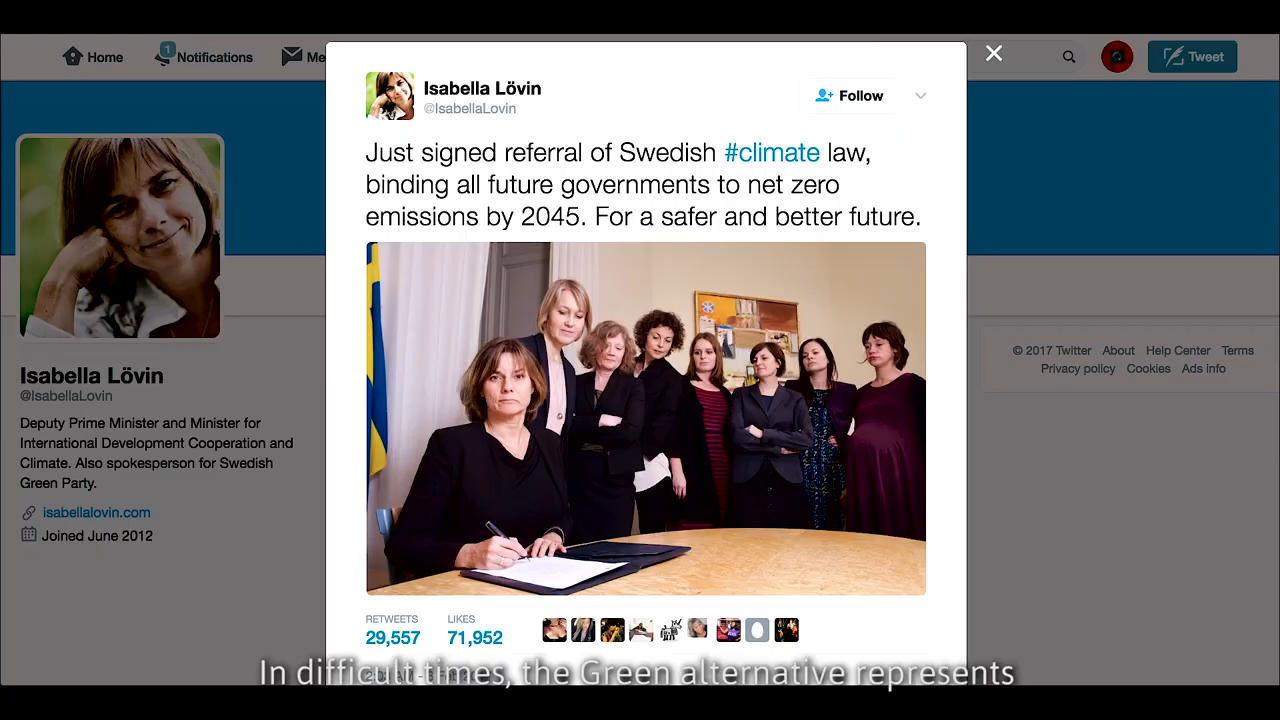 Home
1
Notifications
Me
Tweet
Isabella Lövin
@IsabellaLovin
Follow
Just signed referral of Swedish #climate law,
binding all future governments to net zero
emissions by 2045. For a safer and better future.
Isabella Lövin
@IsabellaLovin
Deputy Prime Minister and Minister for
International Development Cooperation and
Climate. Also spokesperson for Swedish
Green Party.
isabellalovin.com
Joined June 2012
© 2017 Twitter About Help Center Terms
Privacy policy Cookies Ads info
RETWEETS LIKES
29,557 71,952
In difficult times, the Green alternative represents